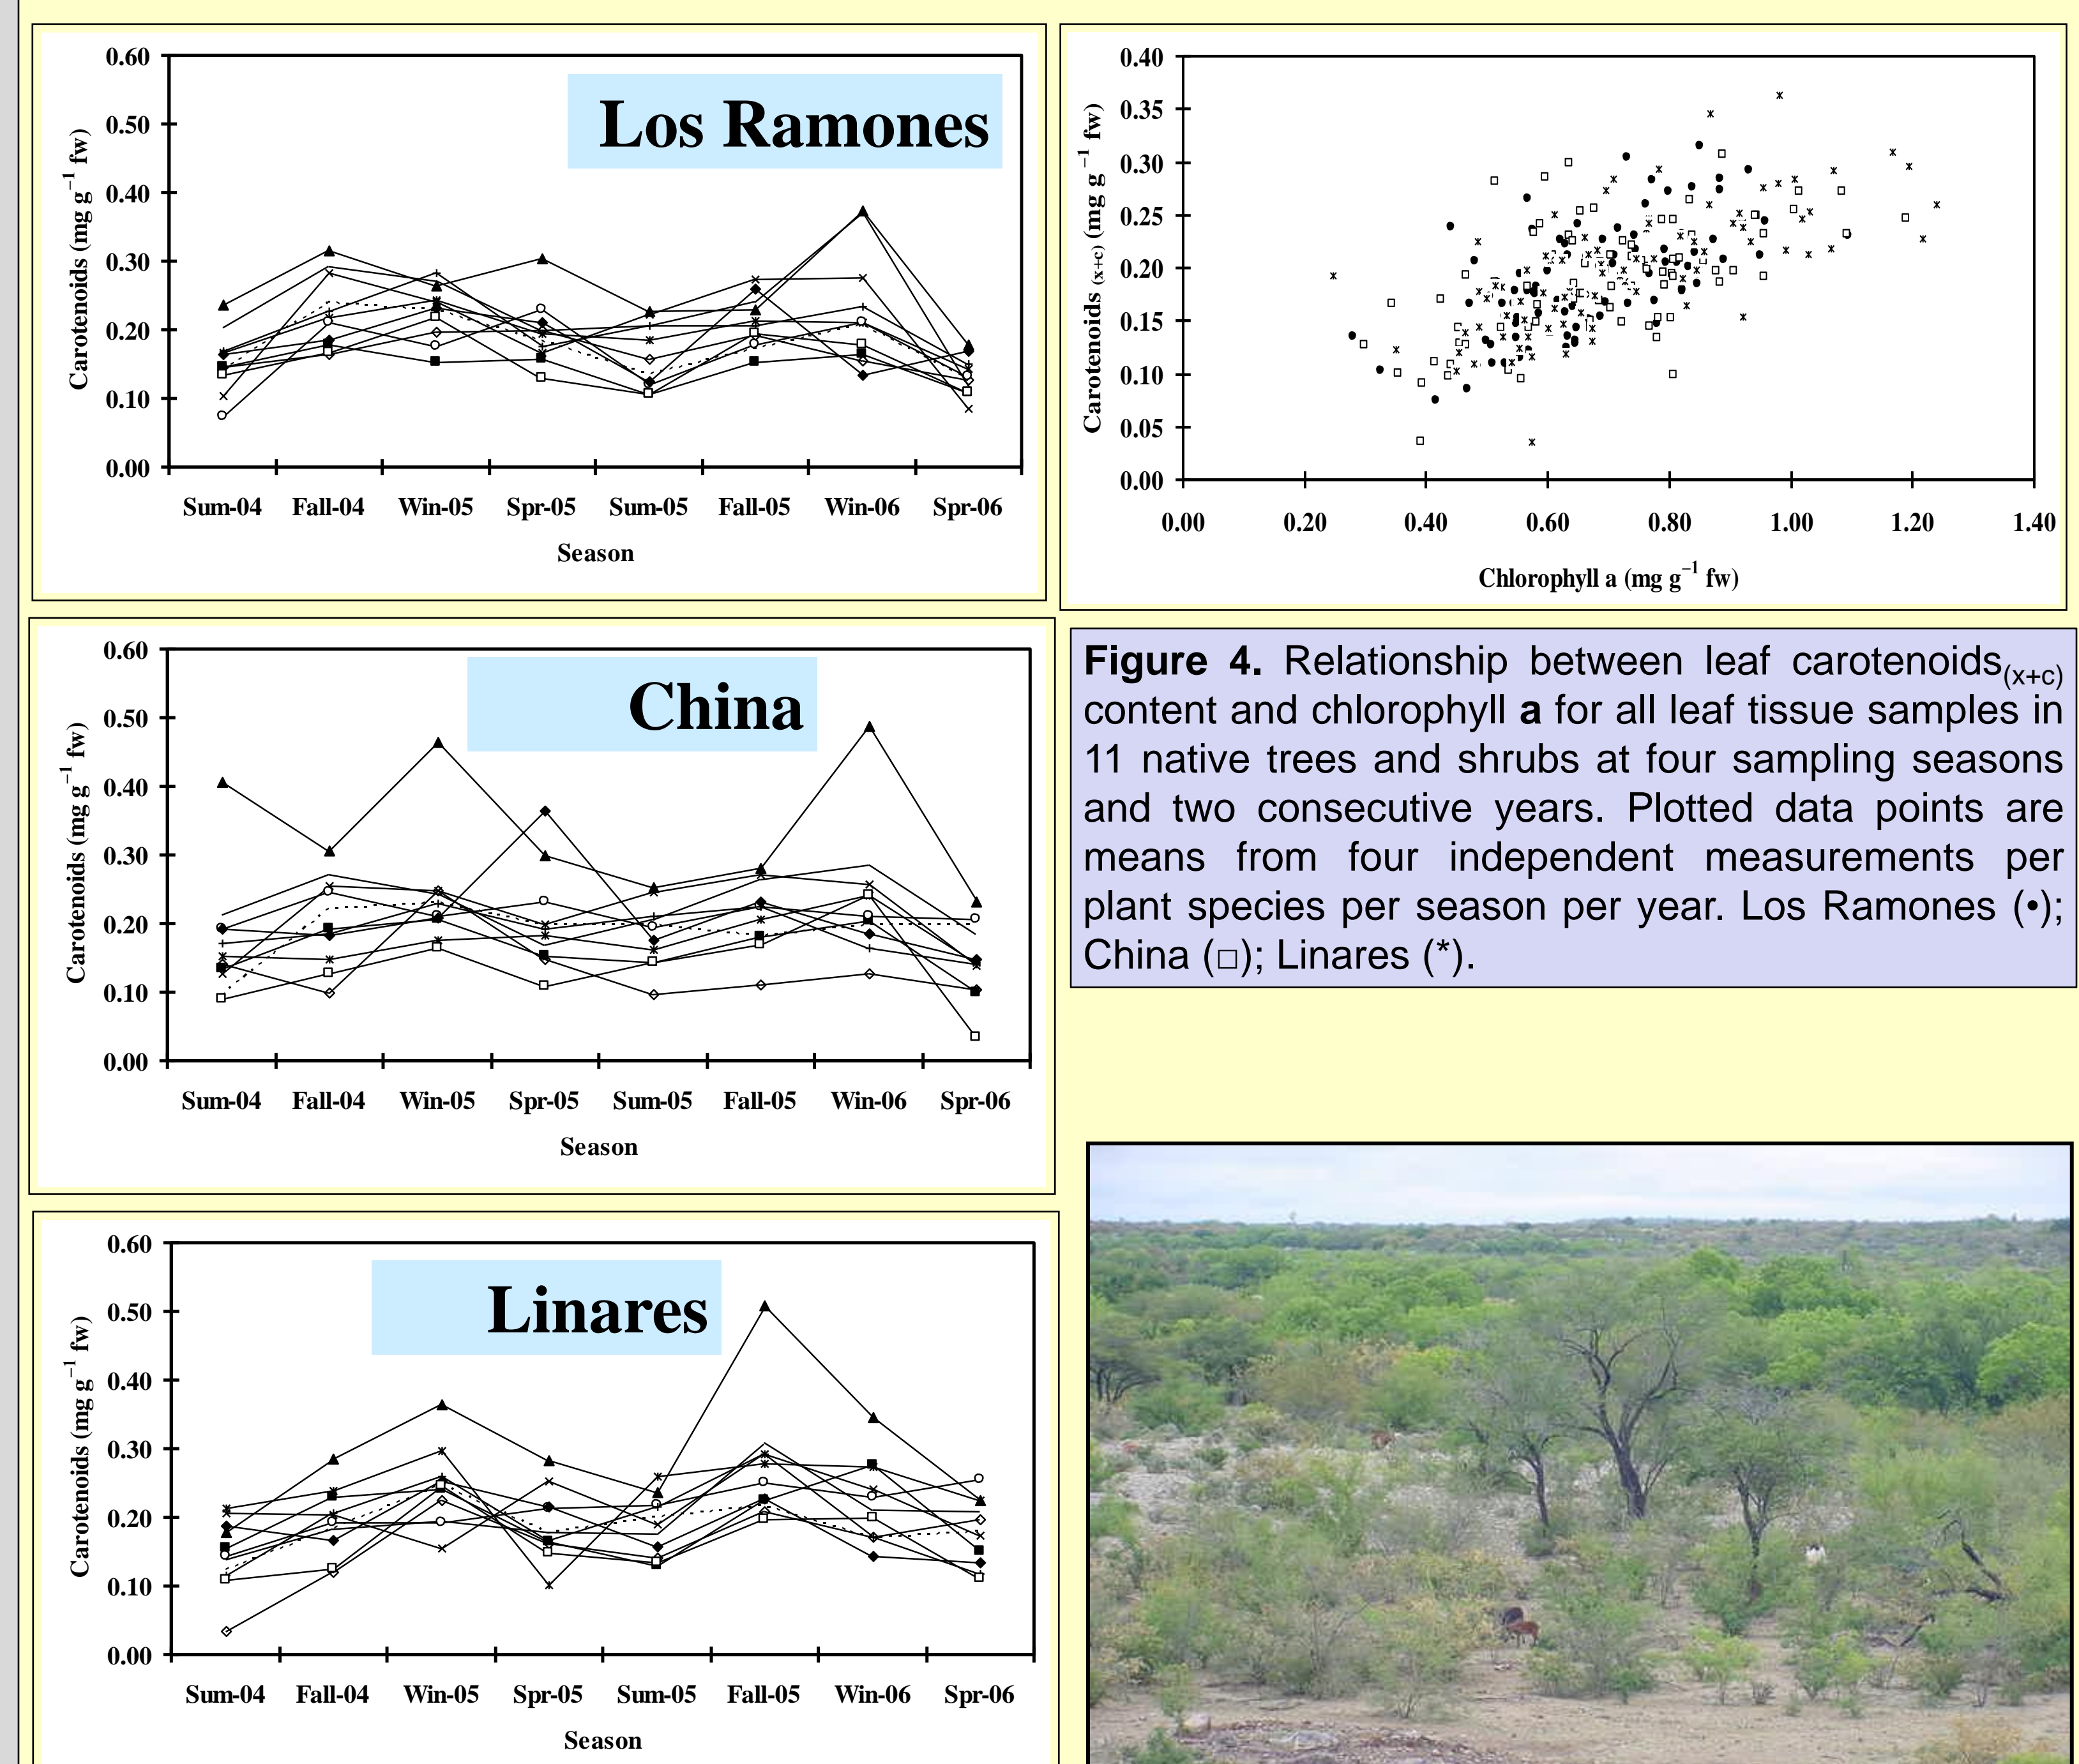 0.60
0.50
0.40
0.30
0.20
0.10
0.00
Carotenoids (mg g⁻¹ fw)
Los Ramones
Sum-04 Fall-04 Win-05 Spr-05 Sum-05 Fall-05 Win-06 Spr-06
Season
0.40
0.35
0.30
0.25
0.20
0.15
0.10
0.05
0.00
Carotenoids (x+c) (mg g⁻¹ fw)
0.00 0.20 0.40 0.60 0.80 1.00 1.20 1.40
Chlorophyll a (mg g⁻¹ fw)
0.60
0.50
0.40
0.30
0.20
0.10
0.00
Carotenoids (mg g⁻¹ fw)
China
Sum-04 Fall-04 Win-05 Spr-05 Sum-05 Fall-05 Win-06 Spr-06
Season
Figure 4. Relationship between leaf carotenoids(x+c)
content and chlorophyll a for all leaf tissue samples in
11 native trees and shrubs at four sampling seasons
and two consecutive years. Plotted data points are
means from four independent measurements per
plant species per season per year. Los Ramones (•);
China (□); Linares (*).
0.60
0.50
0.40
0.30
0.20
0.10
0.00
Carotenoids (mg g⁻¹ fw)
Linares
Sum-04 Fall-04 Win-05 Spr-05 Sum-05 Fall-05 Win-06 Spr-06
Season